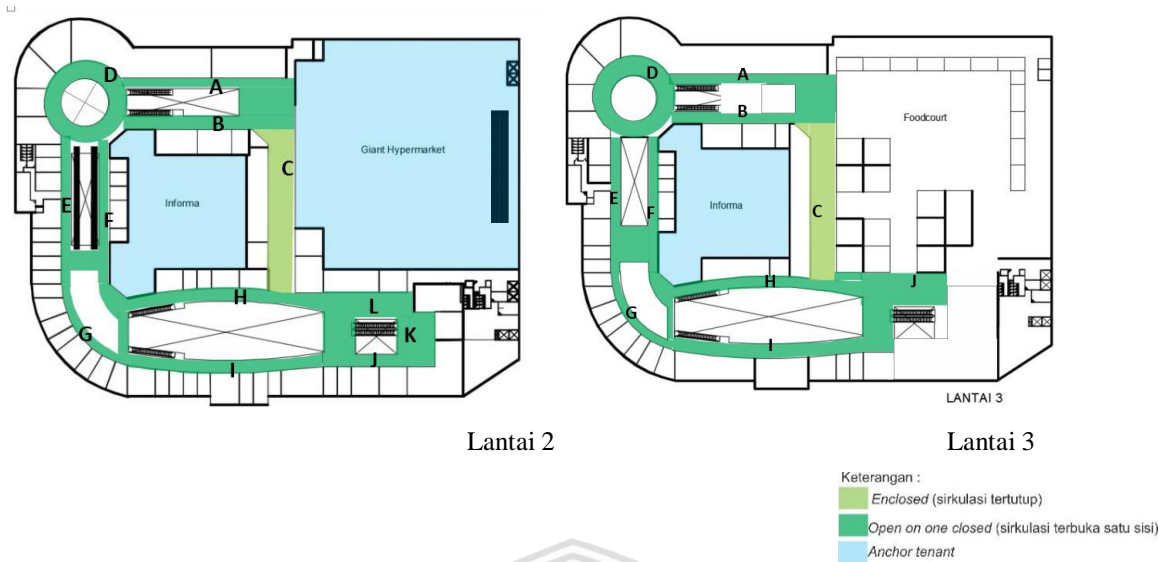 D
A
B
C
E
F
G
H
I
L
K
J
Informa
Giant Hypermarket
D
A
B
C
E
F
G
H
I
J
Informa
Foodcourt
LANTAI 3
Lantai 2
Lantai 3
Keterangan :
Enclosed (sirkulasi tertutup)
Open on one closed (sirkulasi terbuka satu sisi)
Anchor tenant